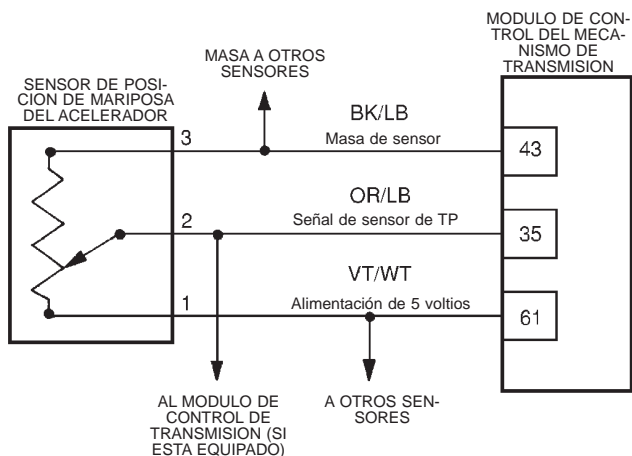 MODULO DE CON-
TROL DEL MECA-
NISMO DE
TRANSMISION
MASA A OTROS
SENSORES
SENSOR DE POSI-
CION DE MARIPOSA
DEL ACELERADOR
3
BK/LB
Masa de sensor
43
2
OR/LB
Señal de sensor de TP
35
1
VT/WT
Alimentación de 5 voltios
61
AL MODULO DE
CONTROL DE
TRANSMISION (SI
ESTA EQUIPADO)
A OTROS SEN-
SORES